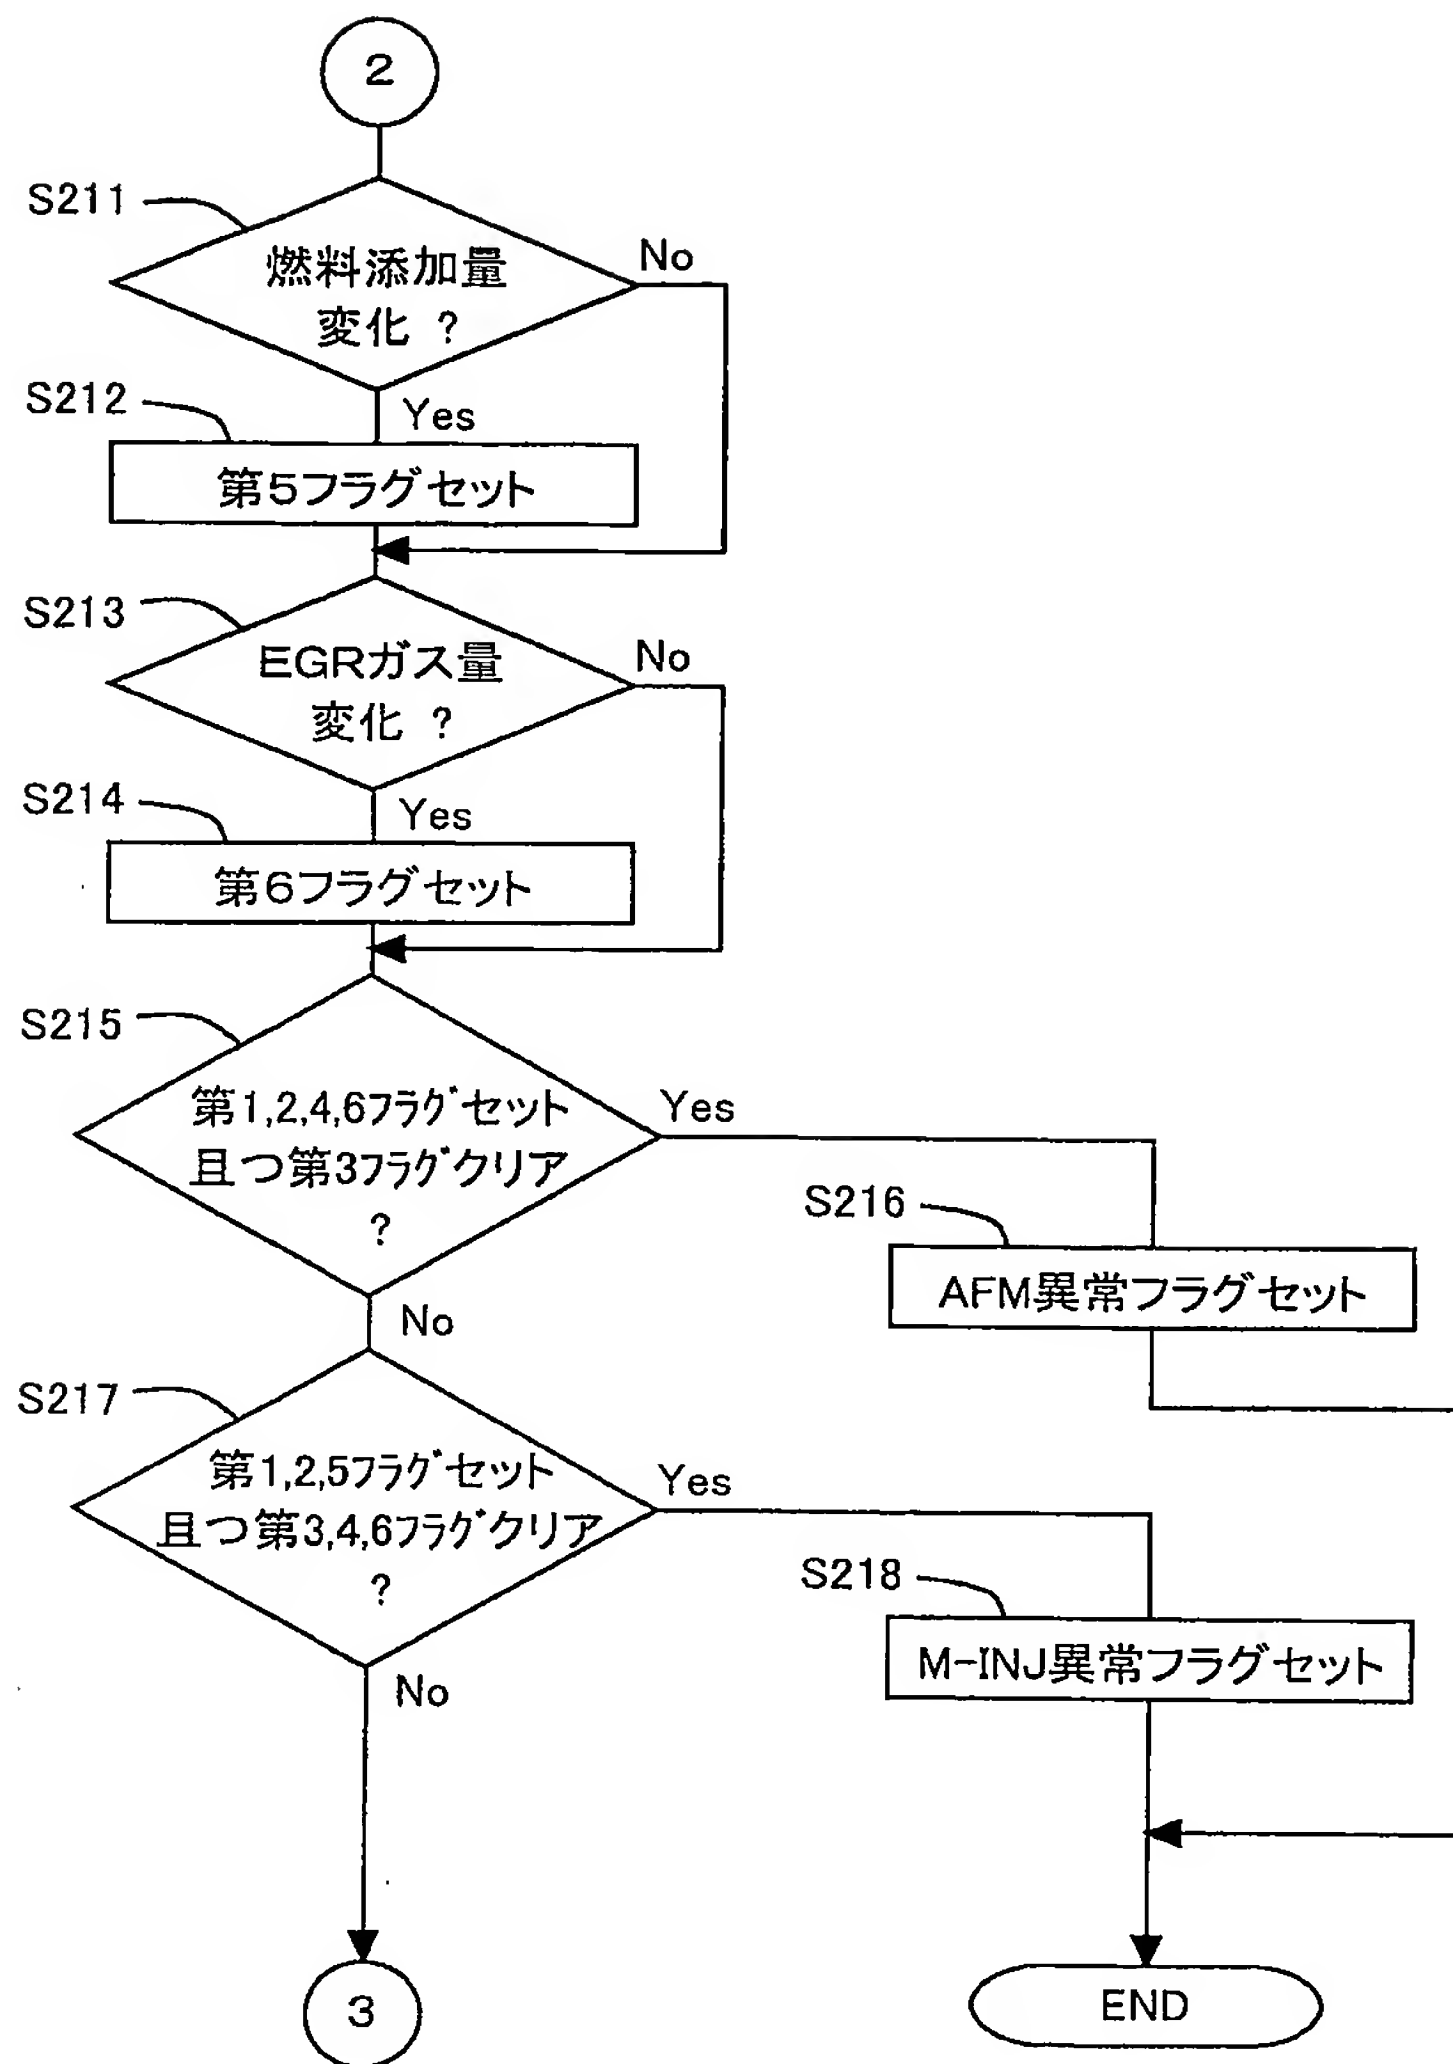 2
S211
燃料添加量
変化 ?
No
Yes
S212
第5フラグセット
S213
EGRガス量
変化 ?
No
Yes
S214
第6フラグセット
S215
第1,2,4,6フラグセット
且つ第3フラグクリア
?
Yes
No
S216
AFM異常フラグセット
S217
第1,2,5フラグセット
且つ第3,4,6フラグクリア
?
Yes
No
S218
M-INJ異常フラグセット
3
END